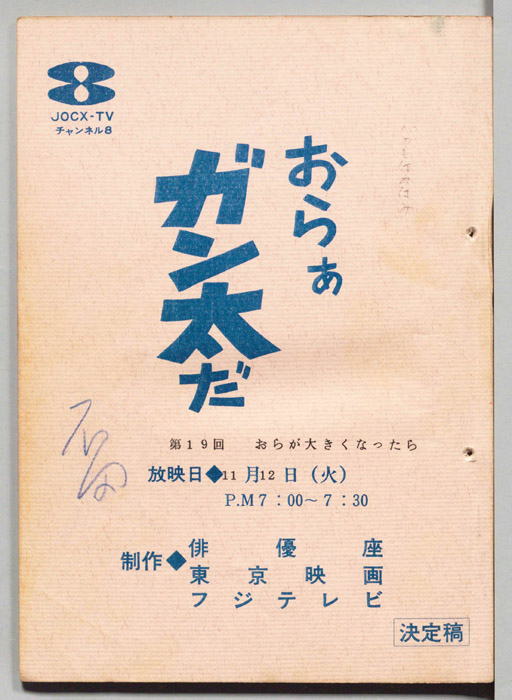 JOCX-TV
チャンネル8
おらぁ
ガン太だ
第19回 おらが大きくなったら
放映日◆11月12日(火)
P.M 7:00~7:30
制作◆俳優座
東京映画
フジテレビ
決定稿